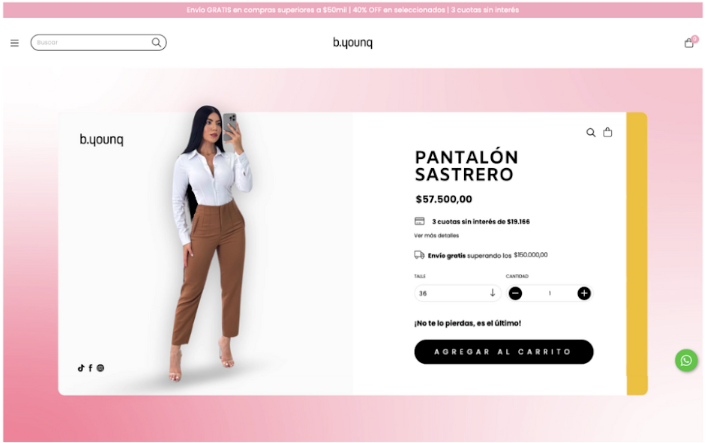 Envío GRATIS en compras superiores a $50mil | 40% OFF en seleccionados | 3 cuotas sin interés
Buscar
b.young
0
b.young
PANTALÓN
SASTRERO
$57.500,00
3 cuotas sin interés de $19.166
Ver más detalles
Envío gratis superando los $150.000,00
TALLE
CANTIDAD
36
1
¡No te lo pierdas, es el último!
AGREGAR AL CARRITO